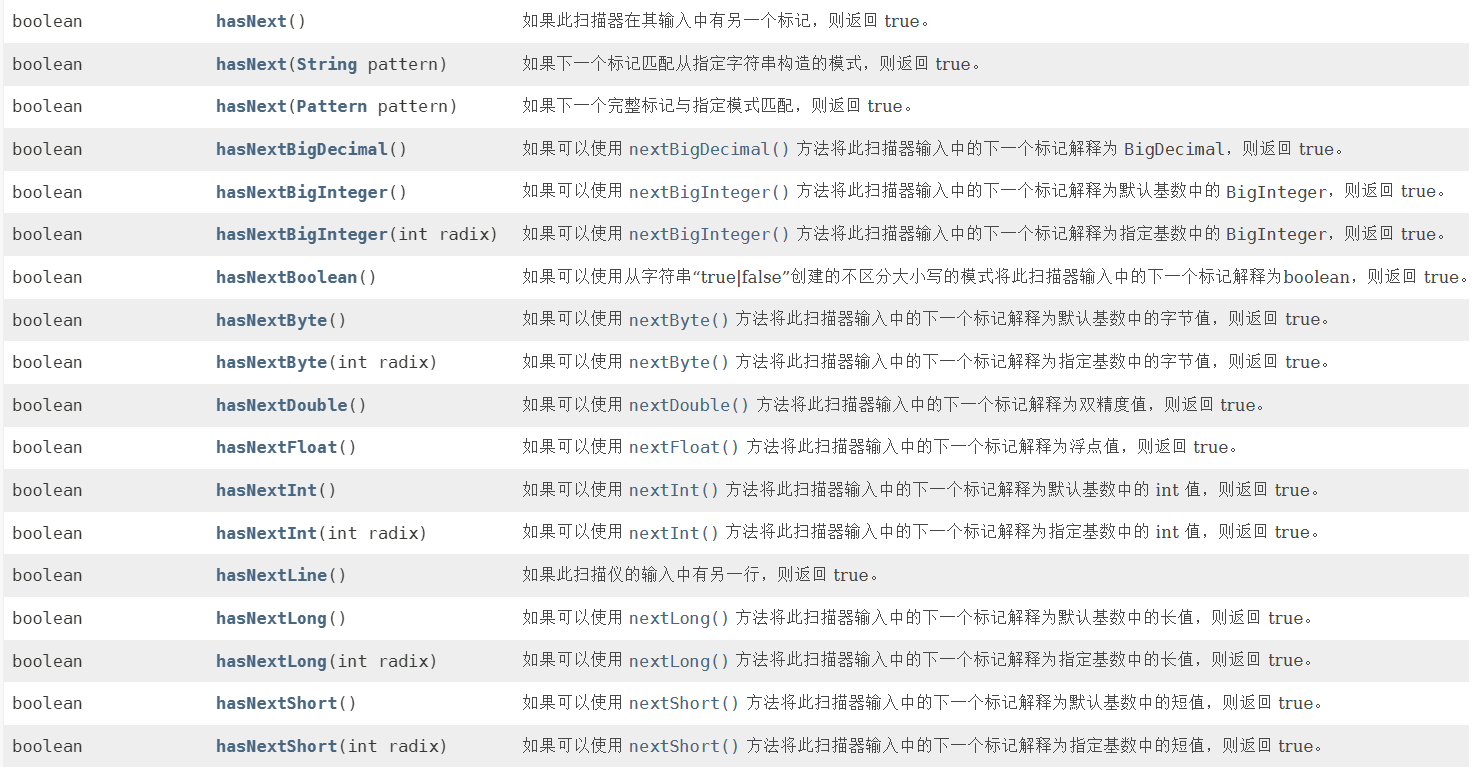 boolean hasNext() 如果此扫描器在其输入中有另一个标记，则返回 true。
boolean hasNext(String pattern) 如果下一个标记匹配从指定字符串构造的模式，则返回 true。
boolean hasNext(Pattern pattern) 如果下一个完整标记与指定模式匹配，则返回 true。
boolean hasNextBigDecimal() 如果可以使用 nextBigDecimal() 方法将此扫描器输入中的下一个标记解释为 BigDecimal，则返回 true。
boolean hasNextBigInteger() 如果可以使用 nextBigInteger() 方法将此扫描器输入中的下一个标记解释为默认基数中的 BigInteger，则返回 true。
boolean hasNextBigInteger(int radix) 如果可以使用 nextBigInteger() 方法将此扫描器输入中的下一个标记解释为指定基数中的 BigInteger，则返回 true。
boolean hasNextBoolean() 如果可以使用从字符串“true|false”创建的不区分大小写的模式将此扫描器输入中的下一个标记解释为boolean，则返回 true。
boolean hasNextByte() 如果可以使用 nextByte() 方法将此扫描器输入中的下一个标记解释为默认基数中的字节值，则返回 true。
boolean hasNextByte(int radix) 如果可以使用 nextByte() 方法将此扫描器输入中的下一个标记解释为指定基数中的字节值，则返回 true。
boolean hasNextDouble() 如果可以使用 nextDouble() 方法将此扫描器输入中的下一个标记解释为双精度值，则返回 true。
boolean hasNextFloat() 如果可以使用 nextFloat() 方法将此扫描器输入中的下一个标记解释为浮点值，则返回 true。
boolean hasNextInt() 如果可以使用 nextInt() 方法将此扫描器输入中的下一个标记解释为默认基数中的 int 值，则返回 true。
boolean hasNextInt(int radix) 如果可以使用 nextInt() 方法将此扫描器输入中的下一个标记解释为指定基数中的 int 值，则返回 true。
boolean hasNextLine() 如果此扫描仪的输入中有另一行，则返回 true。
boolean hasNextLong() 如果可以使用 nextLong() 方法将此扫描器输入中的下一个标记解释为默认基数中的长值，则返回 true。
boolean hasNextLong(int radix) 如果可以使用 nextLong() 方法将此扫描器输入中的下一个标记解释为指定基数中的长值，则返回 true。
boolean hasNextShort() 如果可以使用 nextShort() 方法将此扫描器输入中的下一个标记解释为默认基数中的短值，则返回 true。
boolean hasNextShort(int radix) 如果可以使用 nextShort() 方法将此扫描器输入中的下一个标记解释为指定基数中的短值，则返回 true。